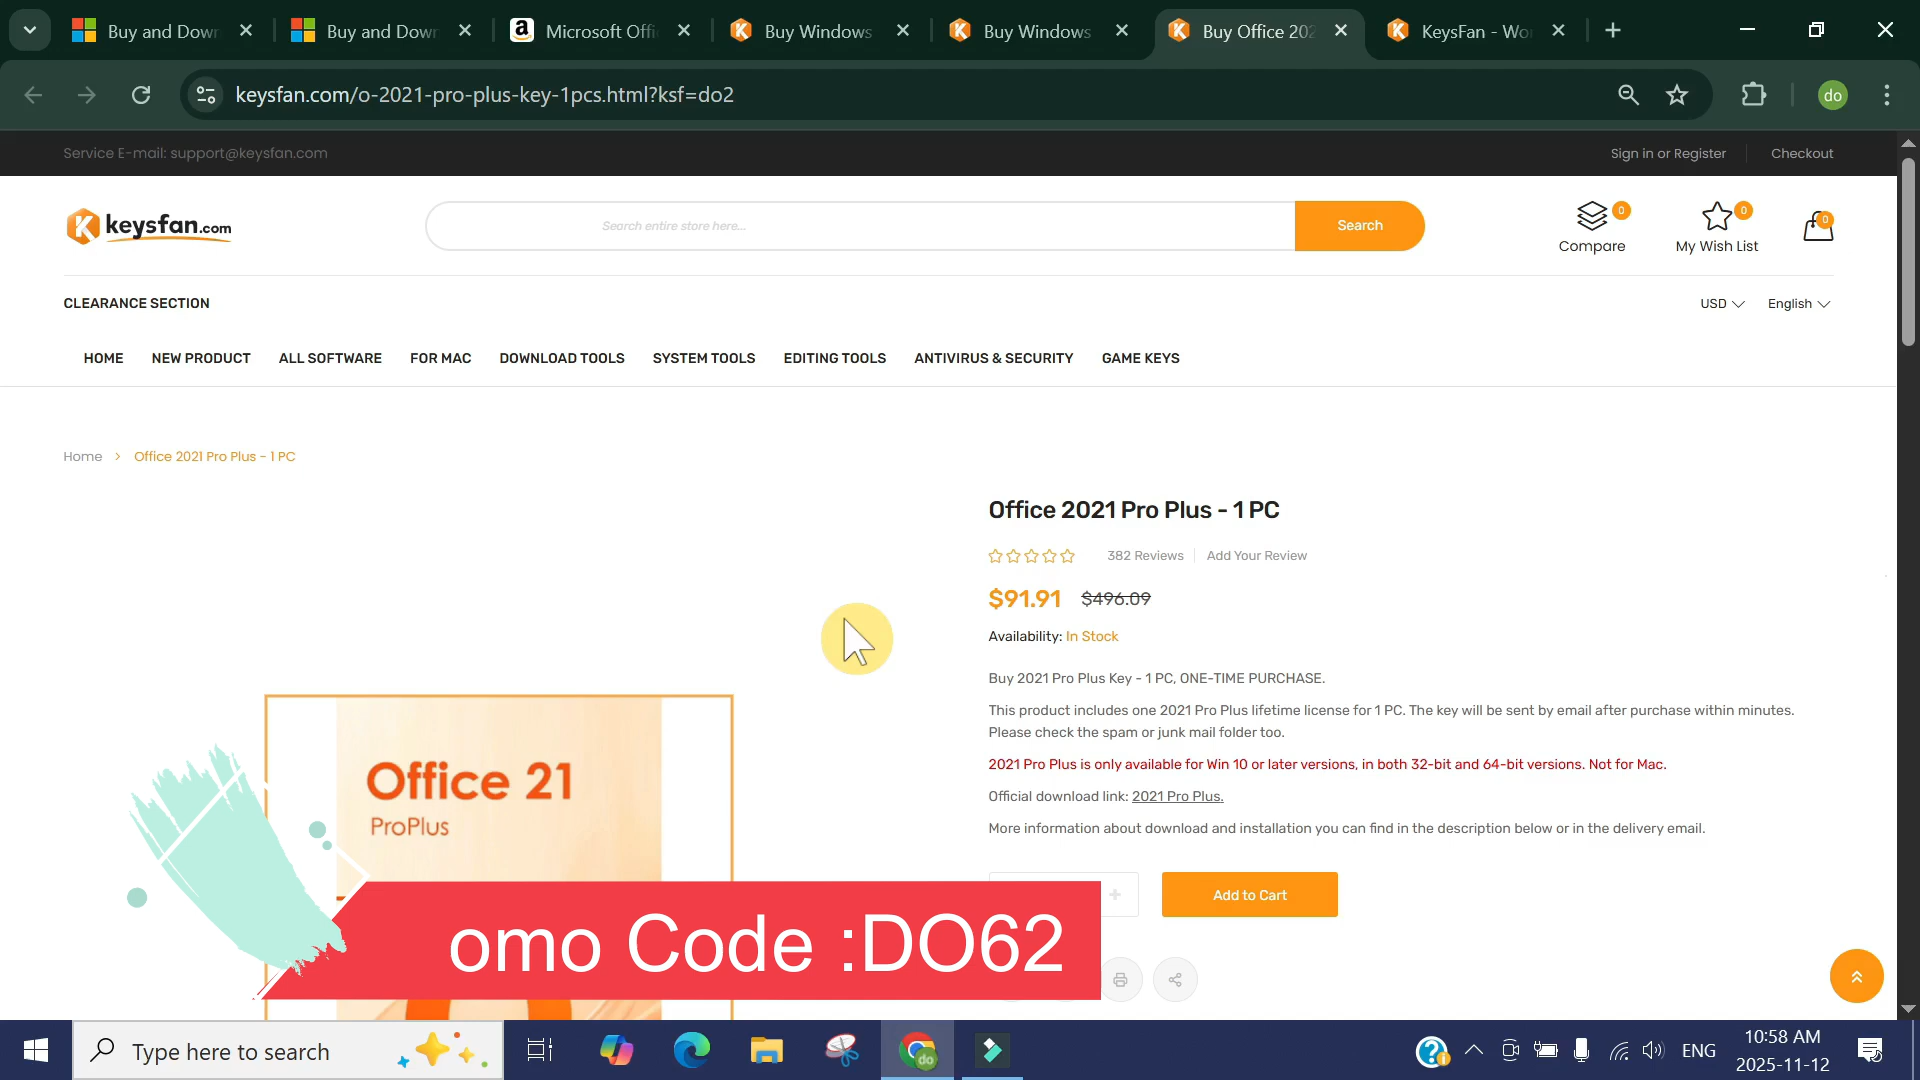 Buy and Down
Buy and Down
Microsoft Offi
Buy Windows
Buy Windows
Buy Office 202
KeysFan - Wo
keysfan.com/o-2021-pro-plus-key-1pcs.html?ksf=do2
do
Service E-mail: support@keysfan.com
Sign in or Register
Checkout
keysfan.com
Search entire store here...
Search
0
Compare
0
My Wish List
0
CLEARANCE SECTION
USD
English
HOME
NEW PRODUCT
ALL SOFTWARE
FOR MAC
DOWNLOAD TOOLS
SYSTEM TOOLS
EDITING TOOLS
ANTIVIRUS & SECURITY
GAME KEYS
Home > Office 2021 Pro Plus - 1 PC
Office 2021 Pro Plus - 1 PC
382 Reviews
Add Your Review
$91.91 $496.09
Availability: In Stock
Buy 2021 Pro Plus Key - 1 PC, ONE-TIME PURCHASE.
This product includes one 2021 Pro Plus lifetime license for 1 PC. The key will be sent by email after purchase within minutes.
Please check the spam or junk mail folder too.
2021 Pro Plus is only available for Win 10 or later versions, in both 32-bit and 64-bit versions. Not for Mac.
Official download link: 2021 Pro Plus.
More information about download and installation you can find in the description below or in the delivery email.
Office 21
ProPlus
+
Add to Cart
omo Code :DO62
Type here to search
do
ENG
10:58 AM
2025-11-12